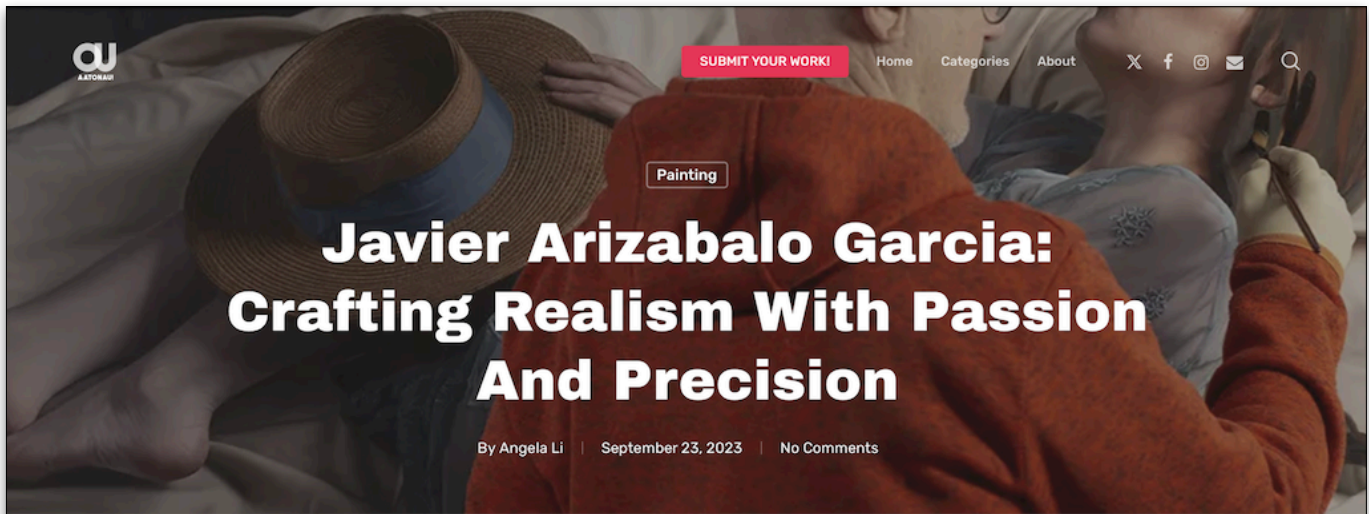 AATONAU
SUBMIT YOUR WORK!
Home
Categories
About
Painting
Javier Arizabalo Garcia:
Crafting Realism With Passion
And Precision
By Angela Li | September 23, 2023 | No Comments